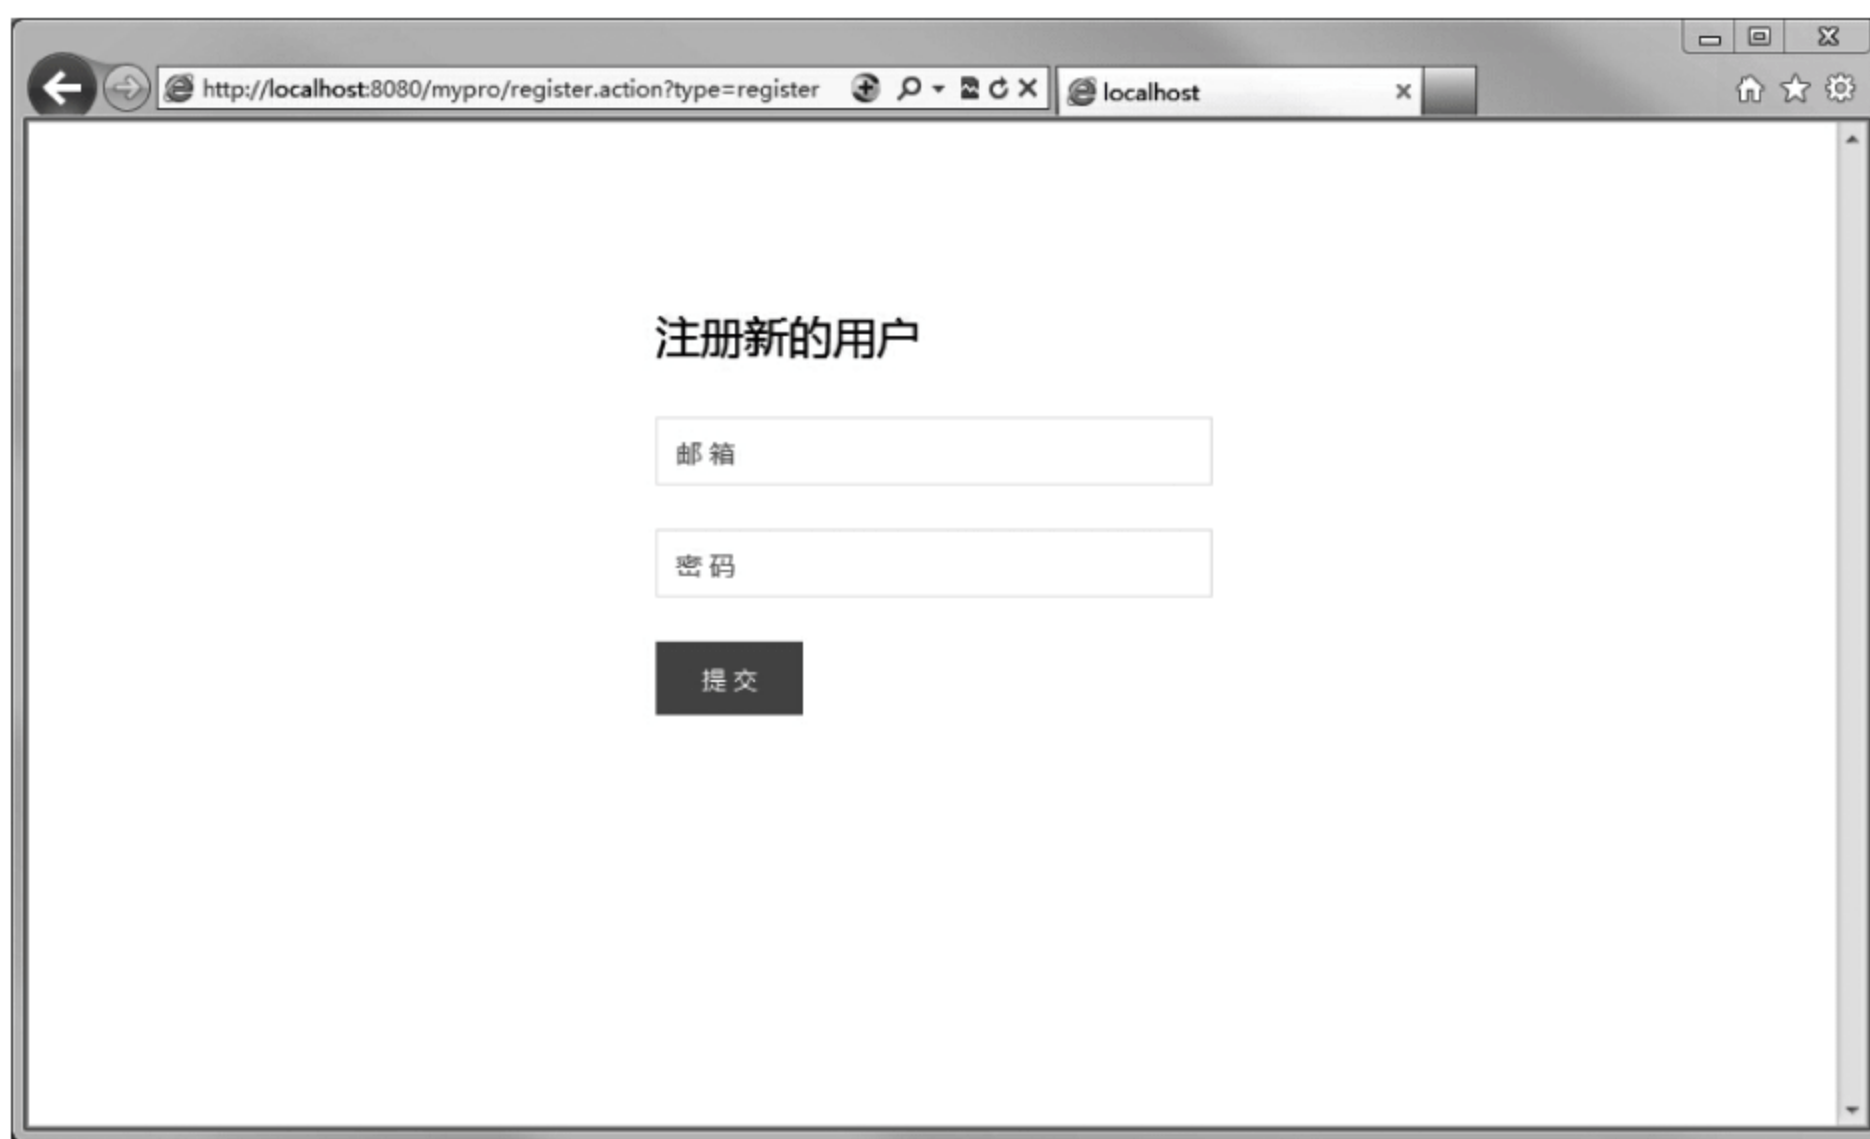 http://localhost:8080/mypro/register.action?type=register
localhost
注册新的用户
邮箱
密码
提交